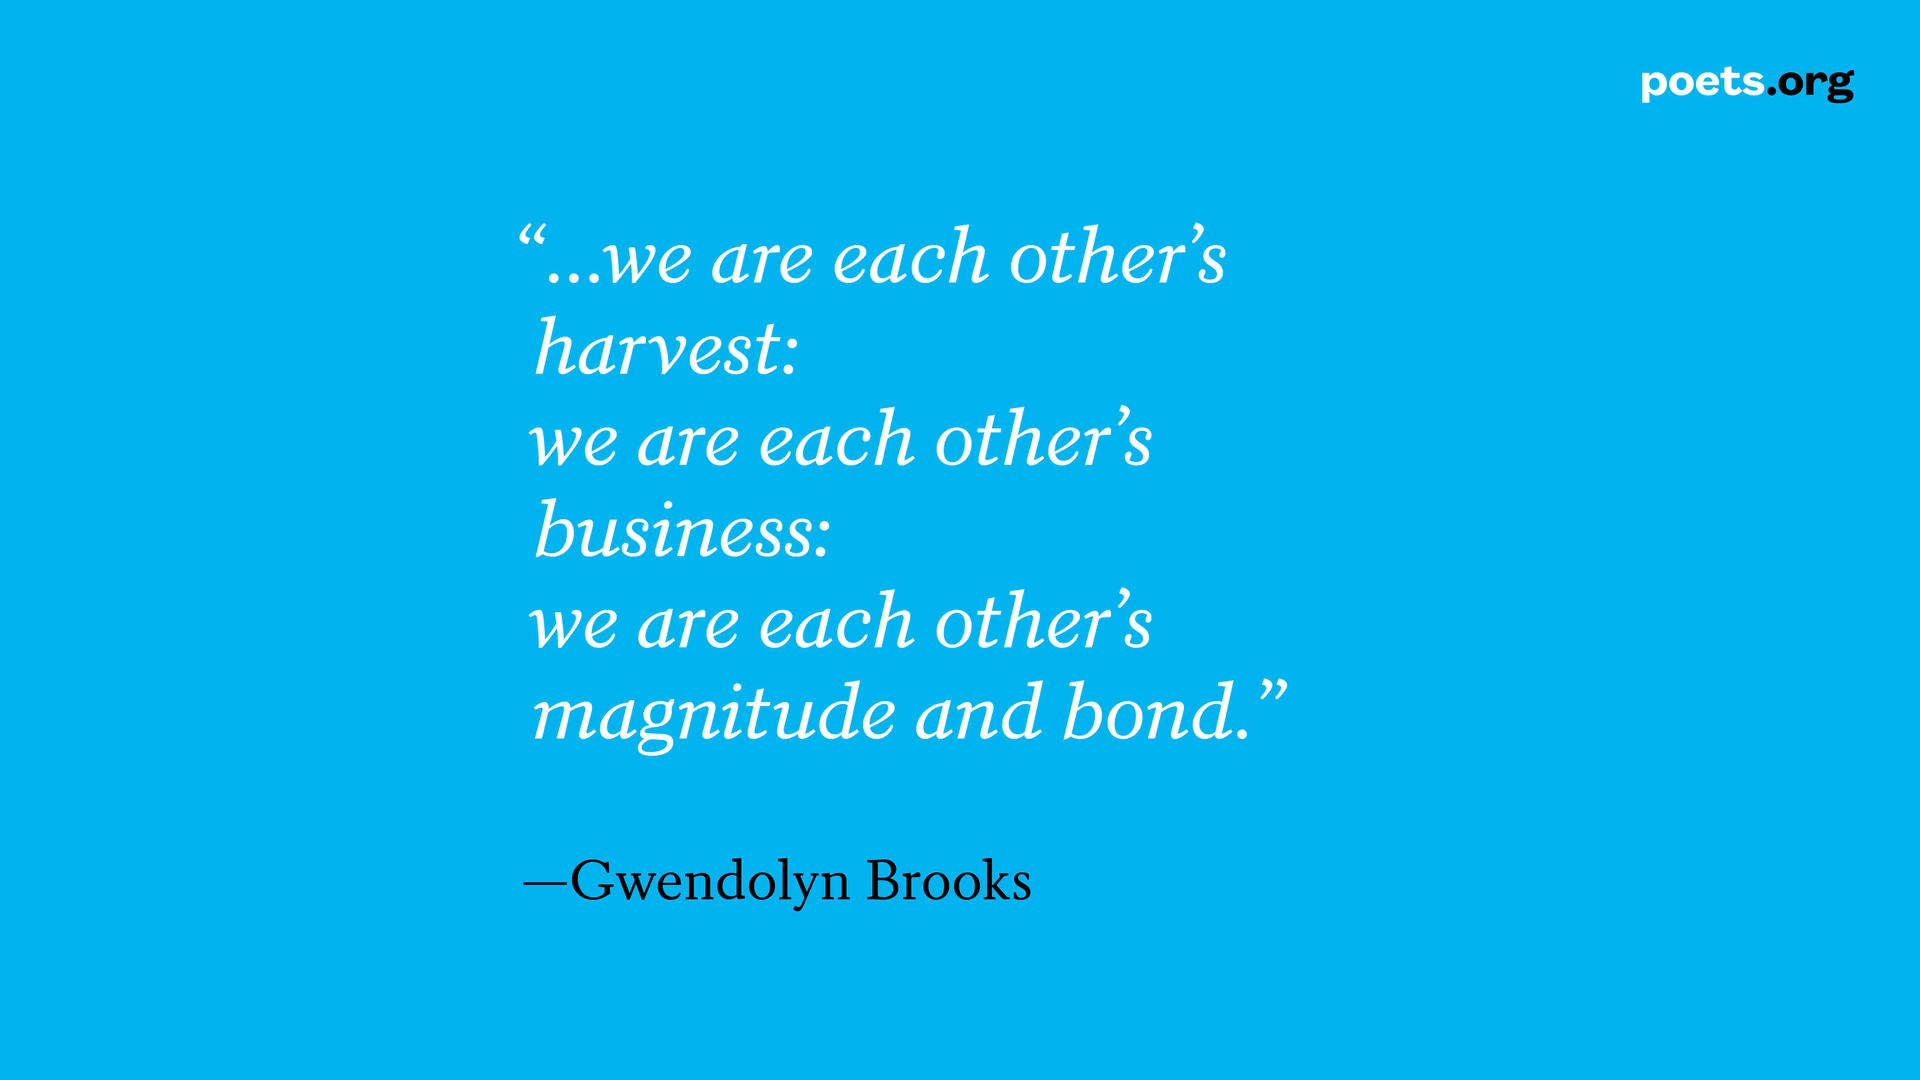 poets.org
“...we are each other’s
harvest:
we are each other’s
business:
we are each other’s
magnitude and bond.”
—Gwendolyn Brooks